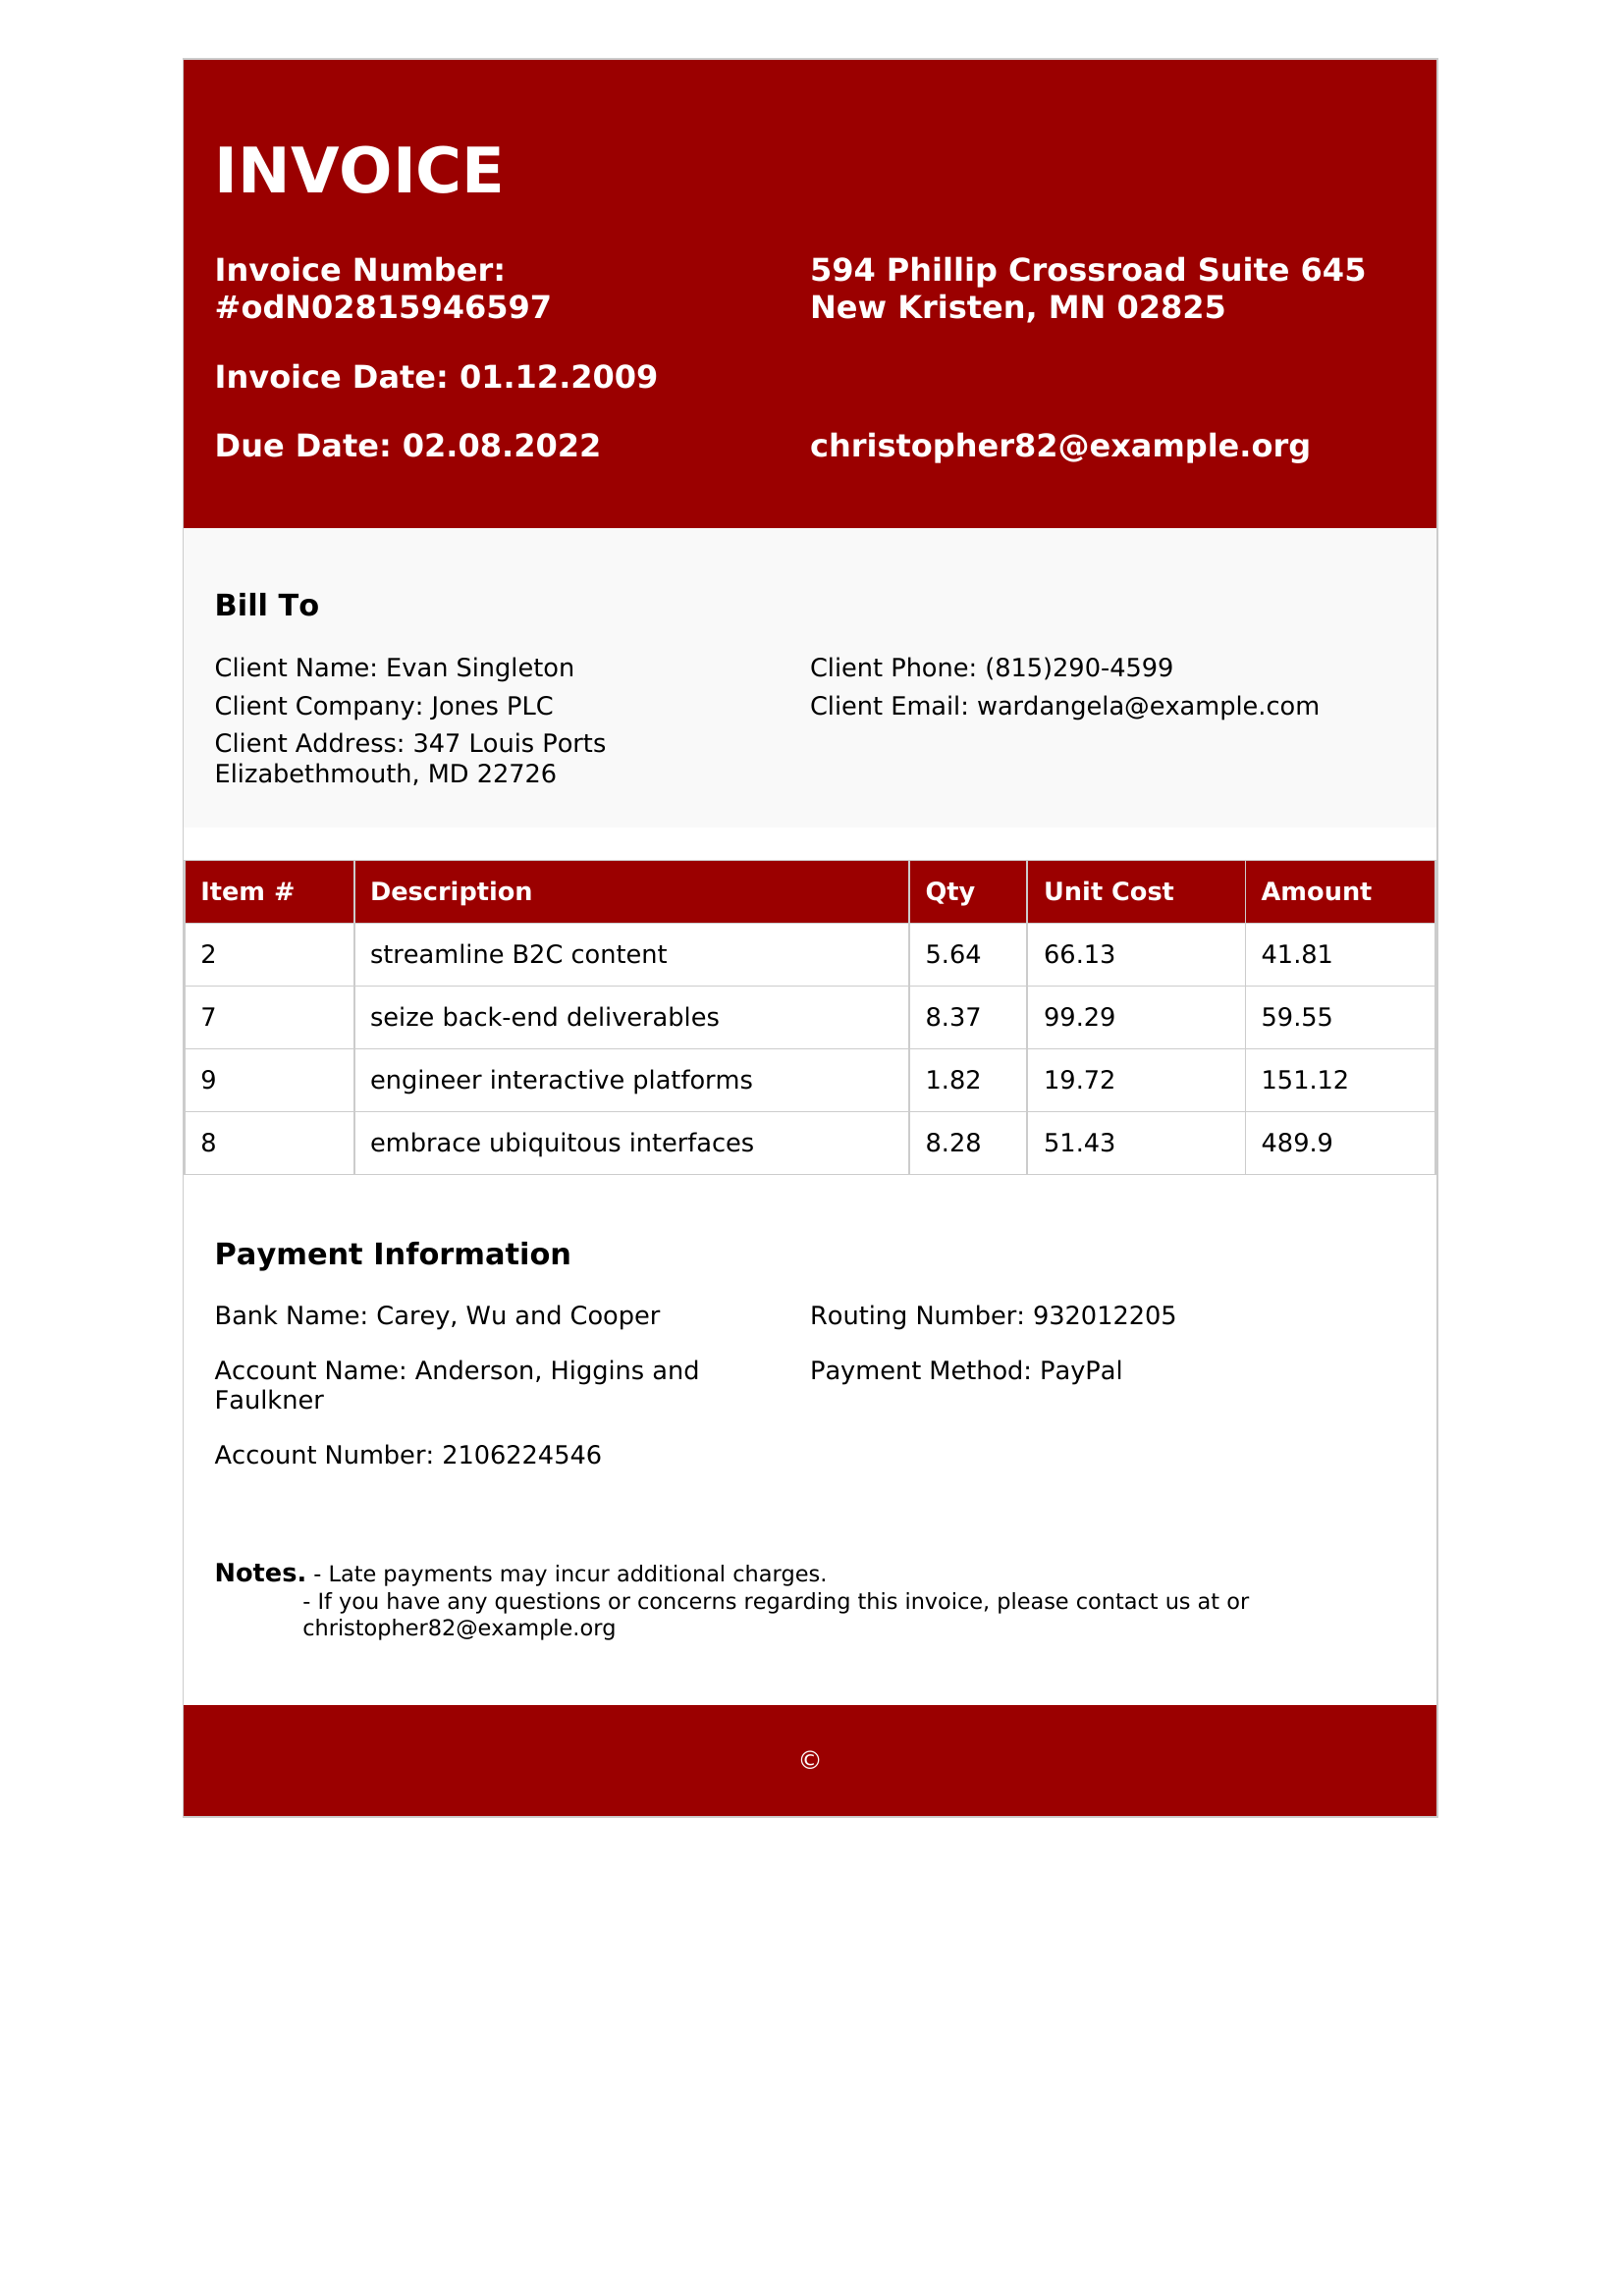 INVOICE
Invoice Number:
#odN02815946597
594 Phillip Crossroad Suite 645
New Kristen, MN 02825
Invoice Date: 01.12.2009
Due Date: 02.08.2022
christopher82@example.org
Bill To
Client Name: Evan Singleton
Client Company: Jones PLC
Client Address: 347 Louis Ports
Elizabethmouth, MD 22726
Client Phone: (815)290-4599
Client Email: wardangela@example.com
Item # Description Qty Unit Cost Amount
2 streamline B2C content 5.64 66.13 41.81
7 seize back-end deliverables 8.37 99.29 59.55
9 engineer interactive platforms 1.82 19.72 151.12
8 embrace ubiquitous interfaces 8.28 51.43 489.9
Payment Information
Bank Name: Carey, Wu and Cooper
Account Name: Anderson, Higgins and
Faulkner
Account Number: 2106224546
Routing Number: 932012205
Payment Method: PayPal
Notes. - Late payments may incur additional charges.
- If you have any questions or concerns regarding this invoice, please contact us at or
christopher82@example.org
©